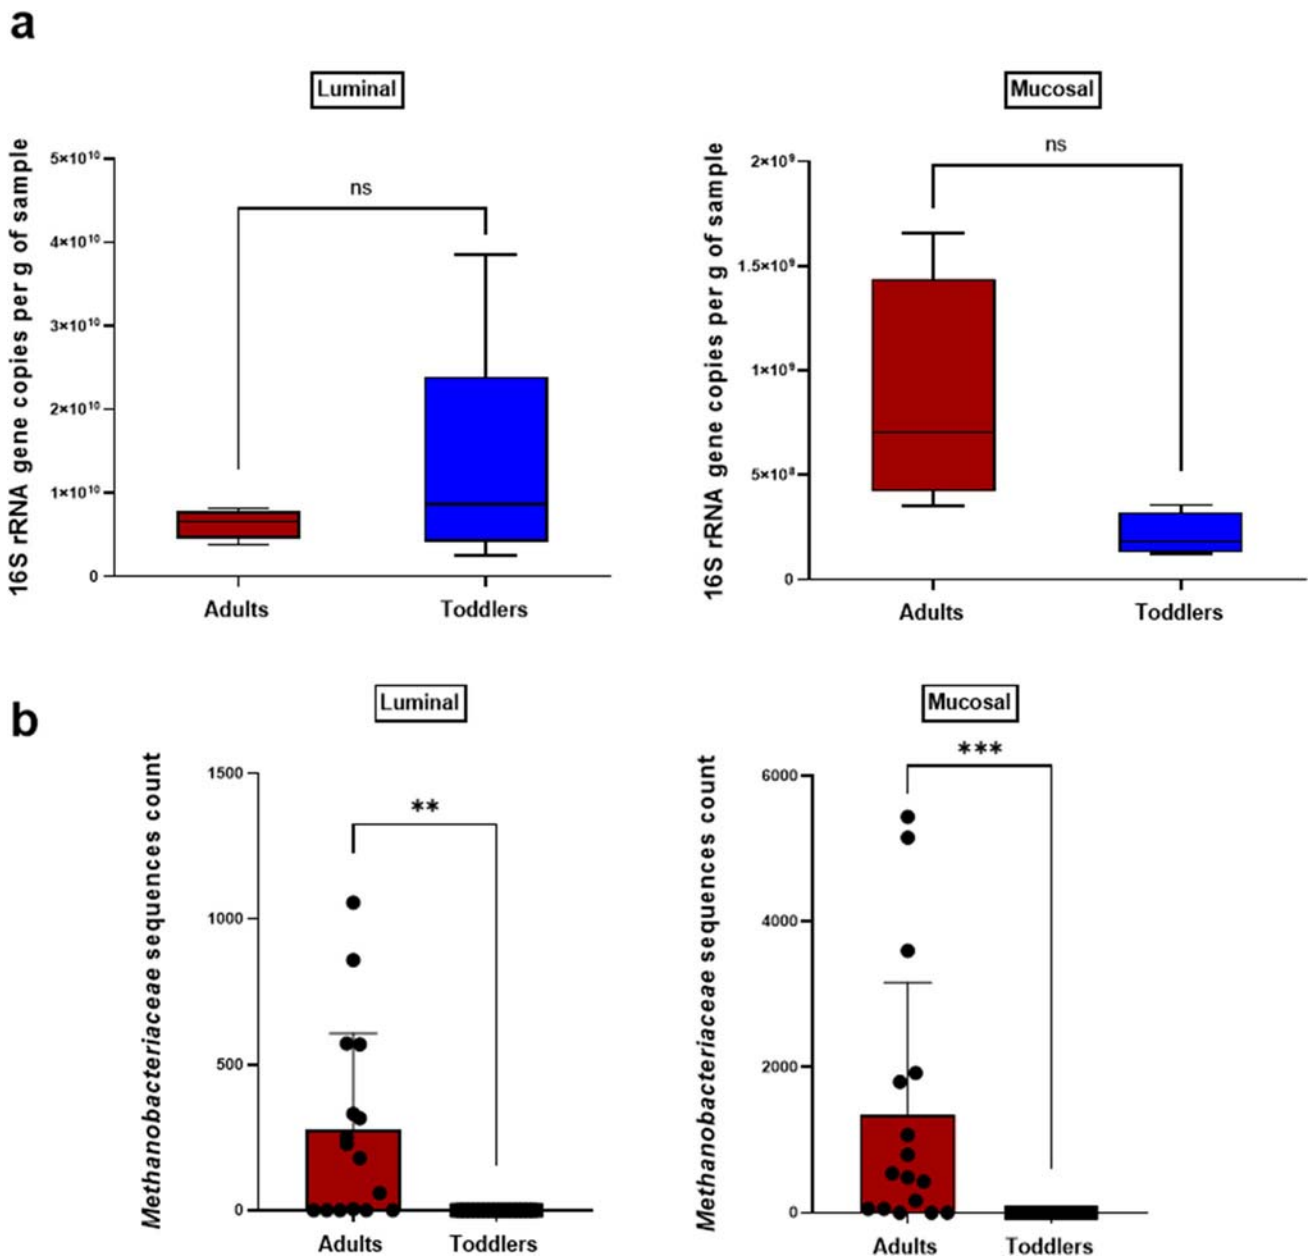 a
Luminal
16S rRNA gene copies per g of sample
5×10¹⁰
4×10¹⁰
3×10¹⁰
2×10¹⁰
1×10¹⁰
0
ns
Adults
Toddlers
Mucosal
16S rRNA gene copies per g of sample
2×10⁹
1.5×10⁹
1×10⁹
5×10⁸
0
ns
Adults
Toddlers
b
Luminal
Methanobacteriaceae sequences count
1500
1000
500
0
**
Adults
Toddlers
Mucosal
Methanobacteriaceae sequences count
6000
4000
2000
0
***
Adults
Toddlers